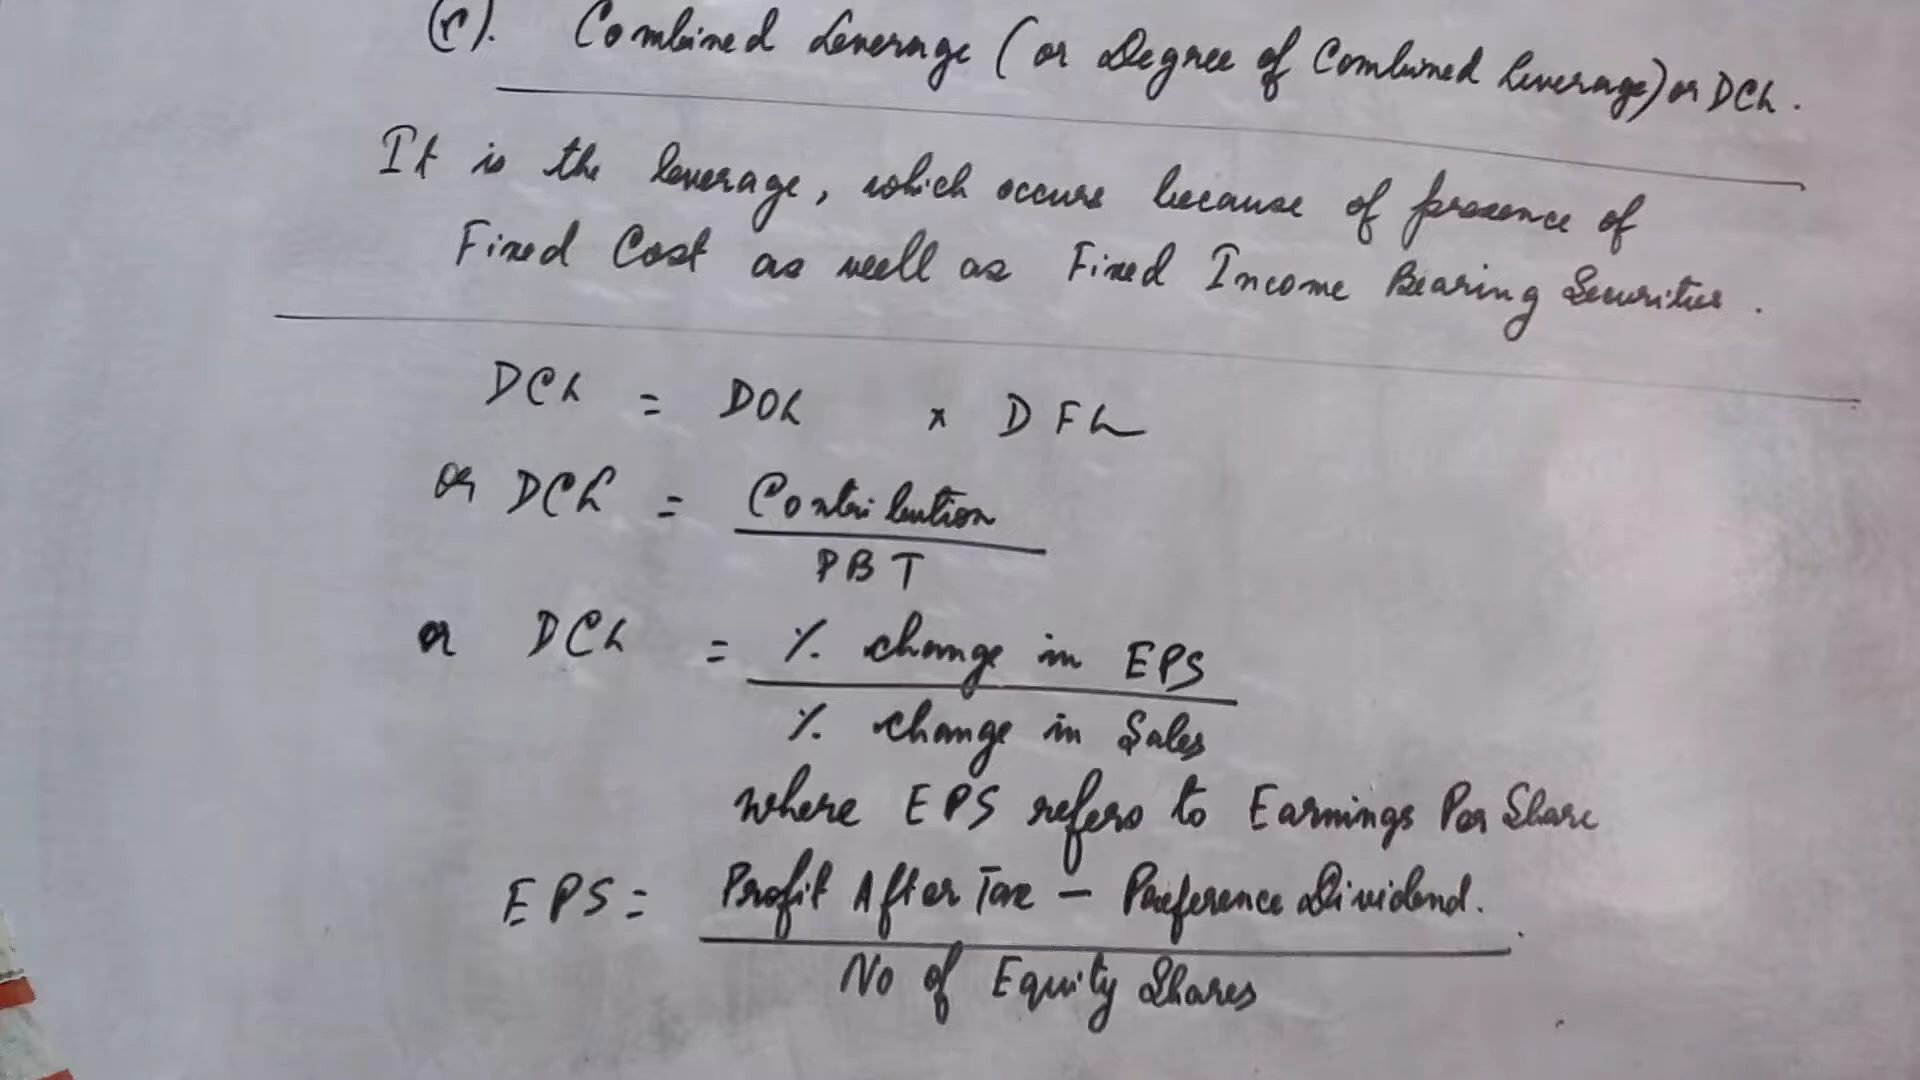 (c). Combined Leverage (or Degree of Combined Leverage) or DCL.
It is the leverage, which occurs because of presence of
Fixed Cost as well as Fixed Income Bearing Securities.
DCL = DOL x DFL
or DCL = Contribution
PBT
or DCL = % change in EPS
% change in Sales
where EPS refers to Earnings Per Share
EPS = Profit After Tax - Preference Dividend.
No of Equity Shares